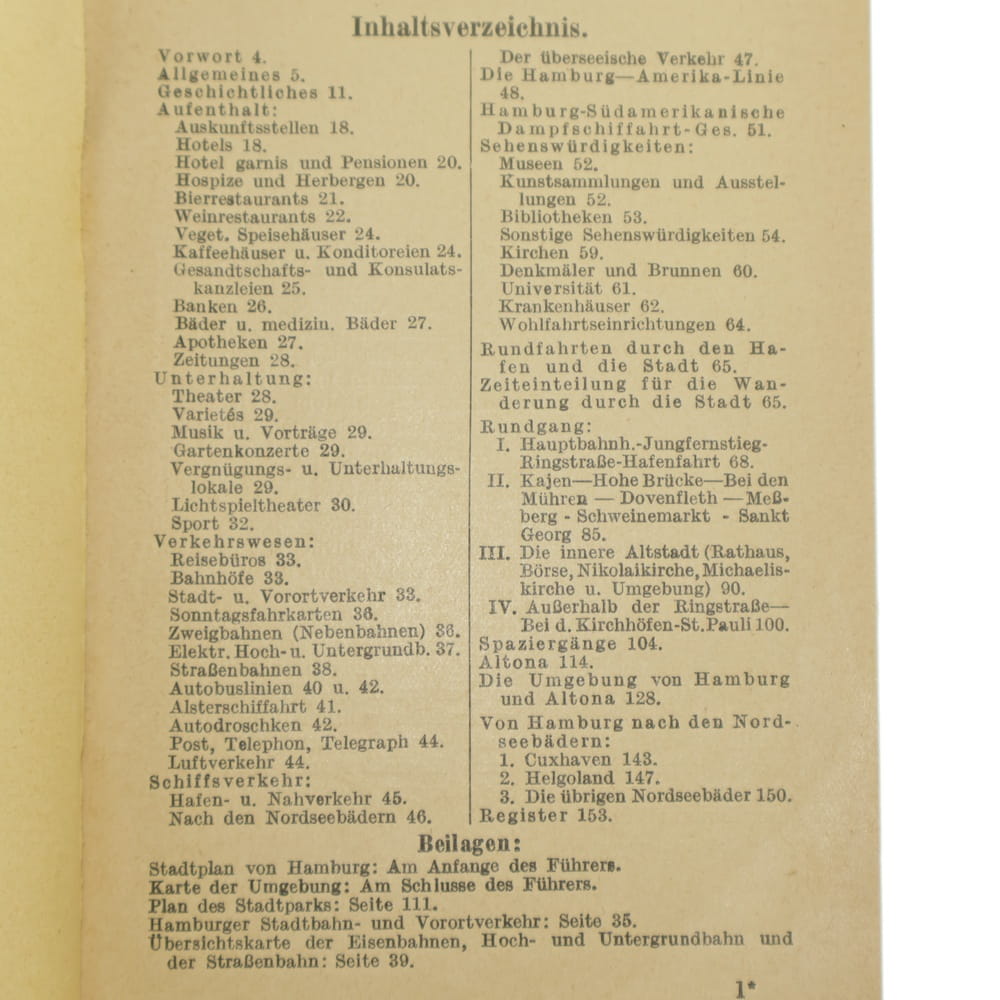 Inhaltsverzeichnis.
Vorwort 4.
Allgemeines 5.
Geschichtliches 11.
Aufenthalt:
Auskunftsstellen 18.
Hotels 18.
Hotel garnis und Pensionen 20.
Hospize und Herbergen 20.
Bierrestaurants 21.
Weinrestaurants 22.
Veget. Speisehäuser 24.
Kaffeehäuser u. Konditoreien 24.
Gesandtschafts- und Konsulats-
kanzleien 25.
Banken 26.
Bäder u. medizin. Bäder 27.
Apotheken 27.
Zeitungen 28.
Unterhaltung:
Theater 28.
Varietés 29.
Musik u. Vorträge 29.
Gartenkonzerte 29.
Vergnügungs- u. Unterhaltungs-
lokale 29.
Lichtspieltheater 30.
Sport 32.
Verkehrswesen:
Reisebüros 33.
Bahnhöfe 33.
Stadt- u. Vorortverkehr 33.
Sonntagsfahrkarten 36.
Zweigbahnen (Nebenbahnen) 36.
Elektr. Hoch- u. Untergrundb. 37.
Straßenbahnen 38.
Autobuslinien 40 u. 42.
Alsterschiffahrt 41.
Autodroschken 42.
Post, Telephon, Telegraph 44.
Luftverkehr 44.
Schiffsverkehr:
Hafen- u. Nahverkehr 45.
Nach den Nordseebädern 46.
Der überseeische Verkehr 47.
Die Hamburg—Amerika-Linie
48.
Hamburg-Südamerikanische
Dampfschiffahrt-Ges. 51.
Sehenswürdigkeiten:
Museen 52.
Kunstsammlungen und Ausstel-
lungen 52.
Bibliotheken 53.
Sonstige Sehenswürdigkeiten 54.
Kirchen 59.
Denkmäler und Brunnen 60.
Universität 61.
Krankenhäuser 62.
Wohlfahrtseinrichtungen 64.
Rundfahrten durch den Ha-
fen und die Stadt 65.
Zeiteinteilung für die Wan-
derung durch die Stadt 65.
Rundgang:
I. Hauptbahnh.-Jungfernstieg-
Ringstraße-Hafenfahrt 68.
II. Kajen—Hohe Brücke—Bei den
Mühren — Dovenfleth — Meß-
berg - Schweinemarkt - Sankt
Georg 85.
III. Die innere Altstadt (Rathaus,
Börse, Nikolaikirche, Michaelis-
kirche u. Umgebung) 90.
IV. Außerhalb der Ringstraße—
Bei d. Kirchhöfen-St. Pauli 100.
Spaziergänge 104.
Altona 114.
Die Umgebung von Hamburg
und Altona 128.
Von Hamburg nach den Nord-
seebädern:
1. Cuxhaven 143.
2. Helgoland 147.
3. Die übrigen Nordseebäder 150.
Register 153.
Beilagen:
Stadtplan von Hamburg: Am Anfange des Führers.
Karte der Umgebung: Am Schlusse des Führers.
Plan des Stadtparks: Seite 111.
Hamburger Stadtbahn- und Vorortverkehr: Seite 35.
Übersichtskarte der Eisenbahnen, Hoch- und Untergrundbahn und
der Straßenbahn: Seite 39.
1*